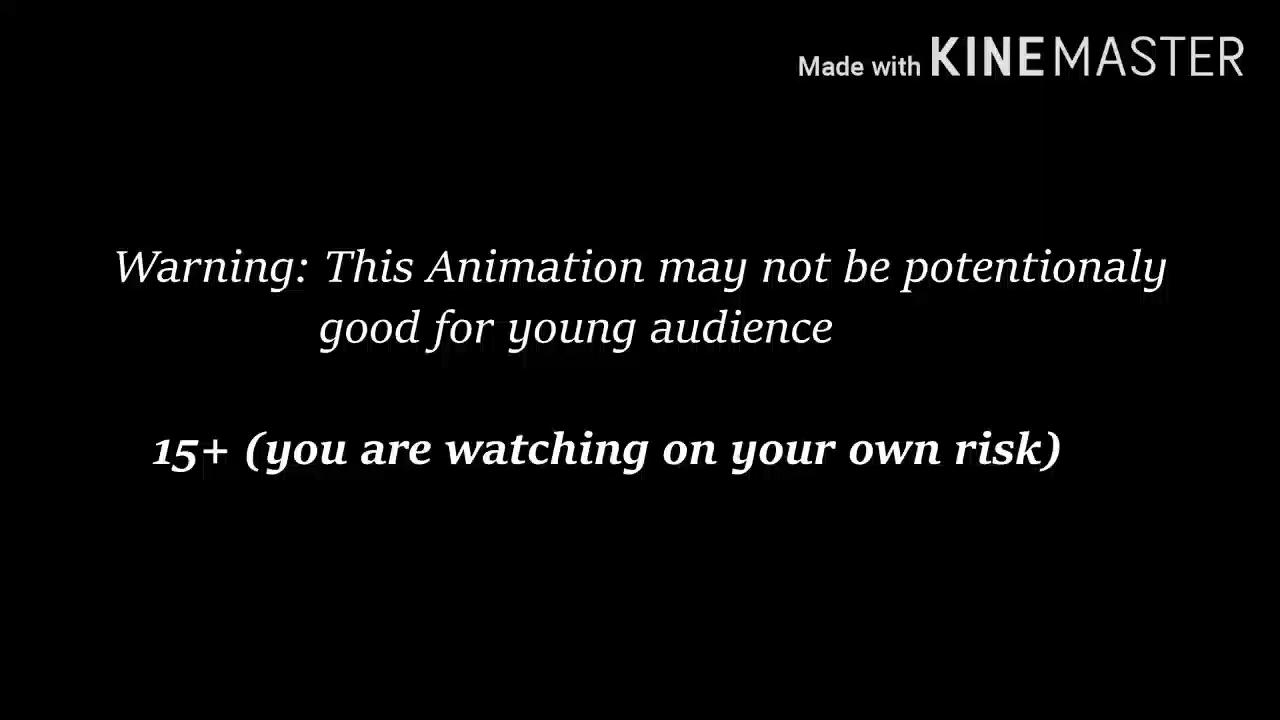 Made with KINEMASTER
Warning: This Animation may not be potentionaly
good for young audience
15+ (you are watching on your own risk)